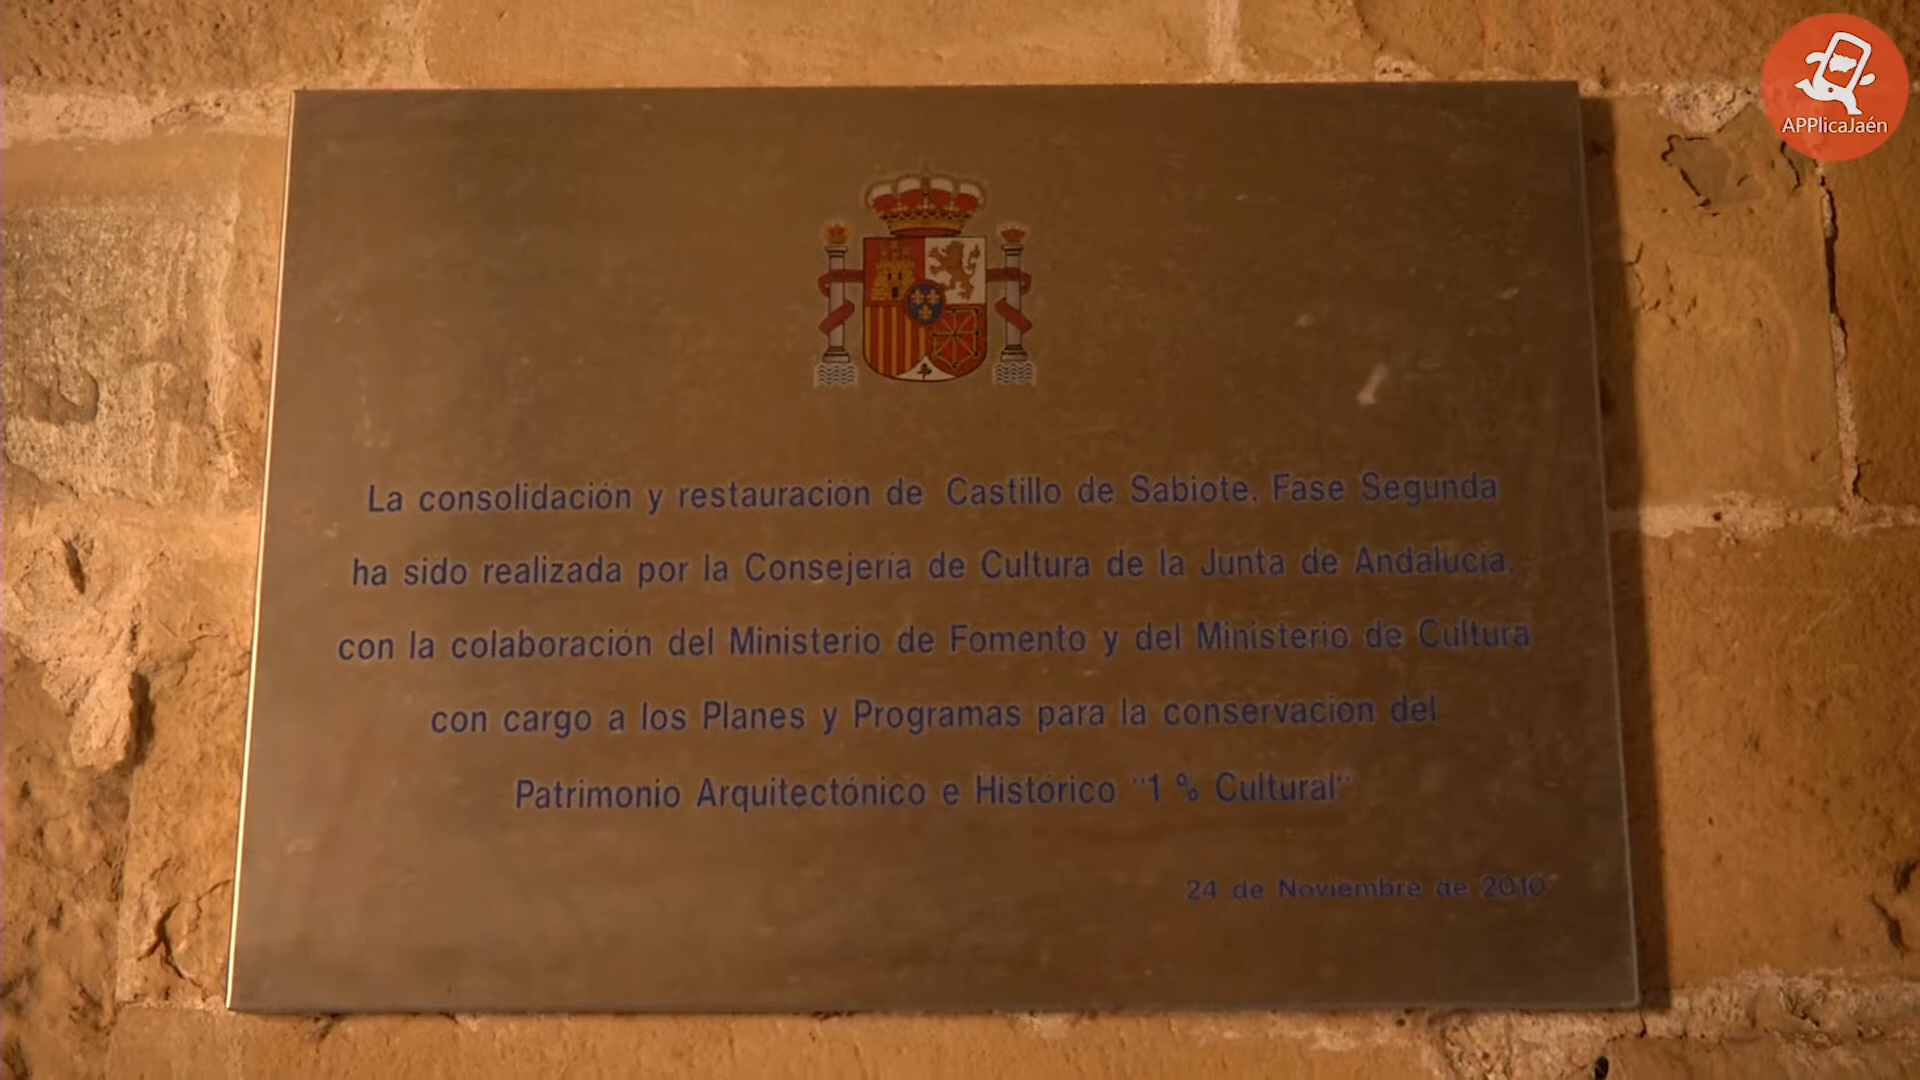 APPlicaJaén
La consolidación y restauración de Castillo de Sabiote, Fase Segunda
ha sido realizada por la Consejeria de Cultura de la Junta de Andalucía,
con la colaboración del Ministerio de Fomento y del Ministerio de Cultura
con cargo a los Planes y Programas para la conservacion del
Patrimonio Arquitectónico e Histórico "1 % Cultural"
24 de Noviembre de 2010